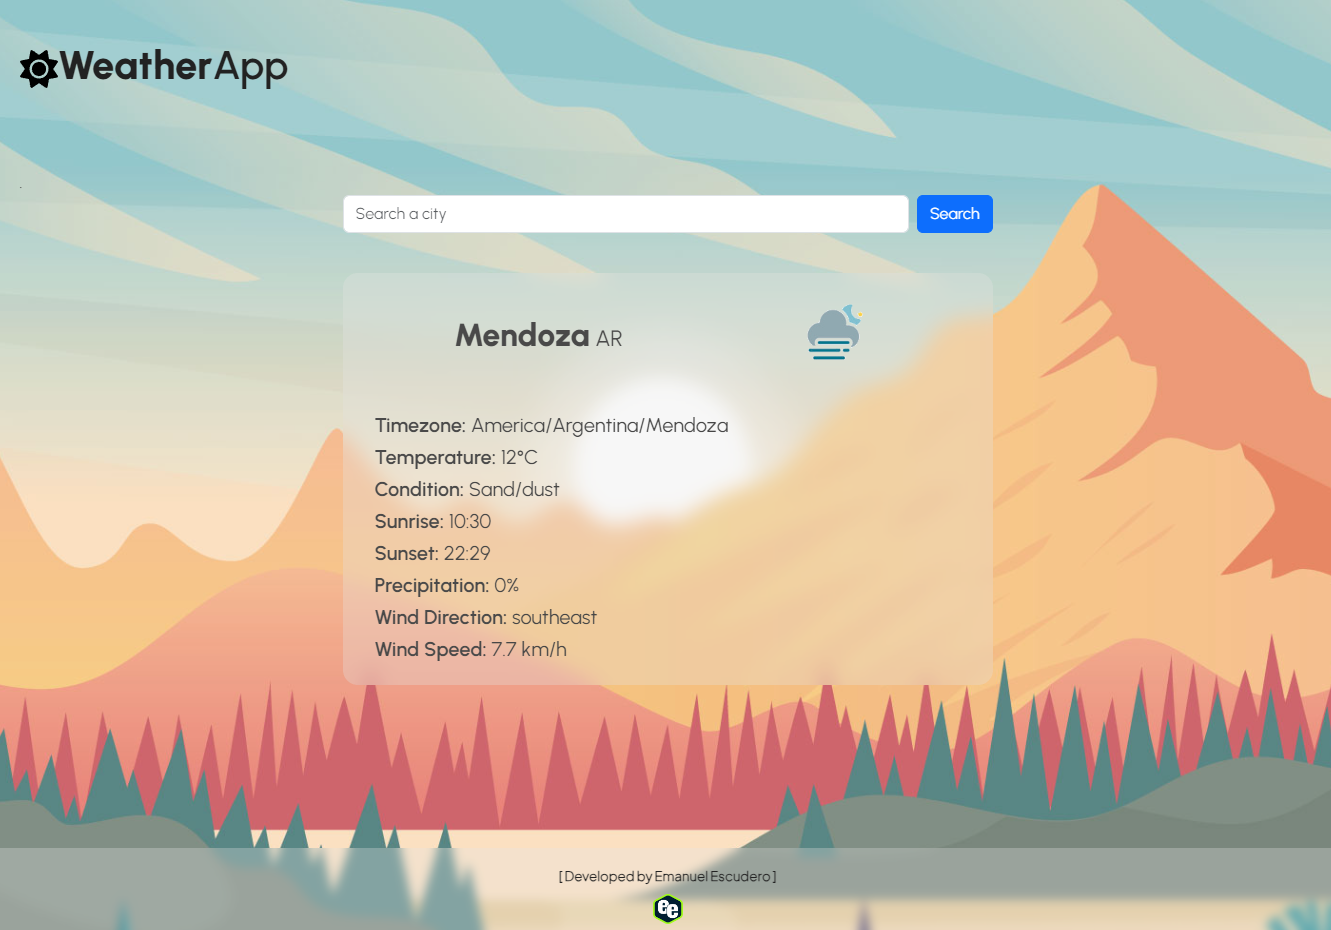 WeatherApp
Search a city
Search
Mendoza AR
Timezone: America/Argentina/Mendoza
Temperature: 12°C
Condition: Sand/dust
Sunrise: 10:30
Sunset: 22:29
Precipitation: 0%
Wind Direction: southeast
Wind Speed: 7.7 km/h
[ Developed by Emanuel Escudero ]
ee